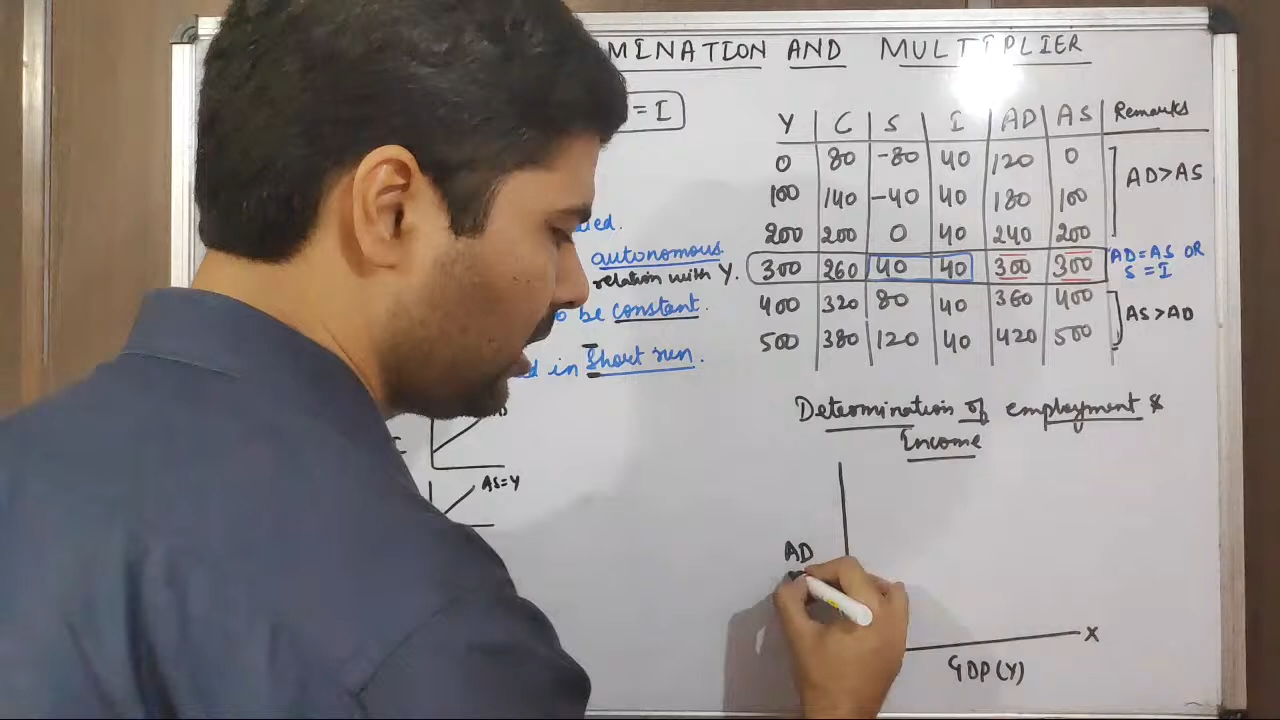 MINATION AND MULTIPLIER
= I
Y C S I AD AS Remarks
0 80 -80 40 120 0
100 140 -40 40 180 100
200 200 0 40 240 200
300 260 40 40 300 300
400 320 80 40 360 400
500 380 120 40 420 500
AD>AS
AD=AS OR
S = I
AS>AD
autonomous
relation with Y.
to be constant.
in Short run.
AS=Y
Determination of employment &
Income
AD
X
GDP(Y)